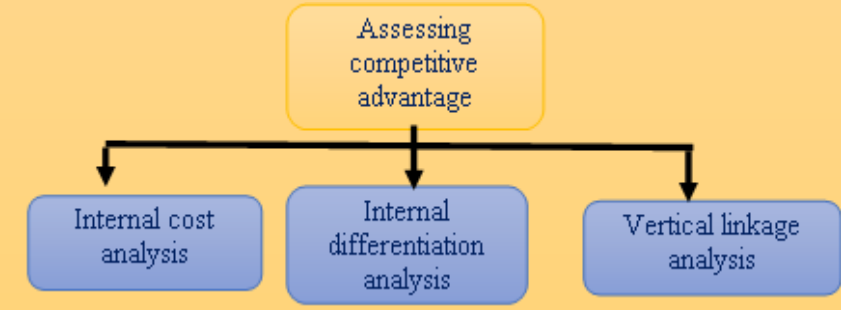 Assessing
competitive
advantage
Internal cost
analysis
Internal
differentiation
analysis
Vertical linkage
analysis